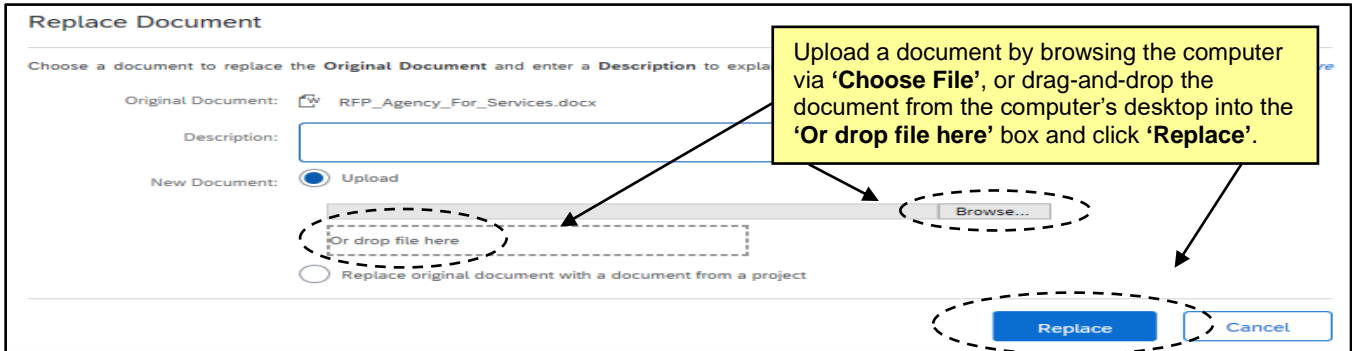 Replace Document
Choose a document to replace the Original Document and enter a Description to expla
re
Upload a document by browsing the computer
via ‘Choose File’, or drag-and-drop the
document from the computer’s desktop into the
‘Or drop file here’ box and click ‘Replace’.
Original Document: RFP_Agency_For_Services.docx
Description:
New Document: Upload
Browse...
Or drop file here
Replace original document with a document from a project
Replace Cancel